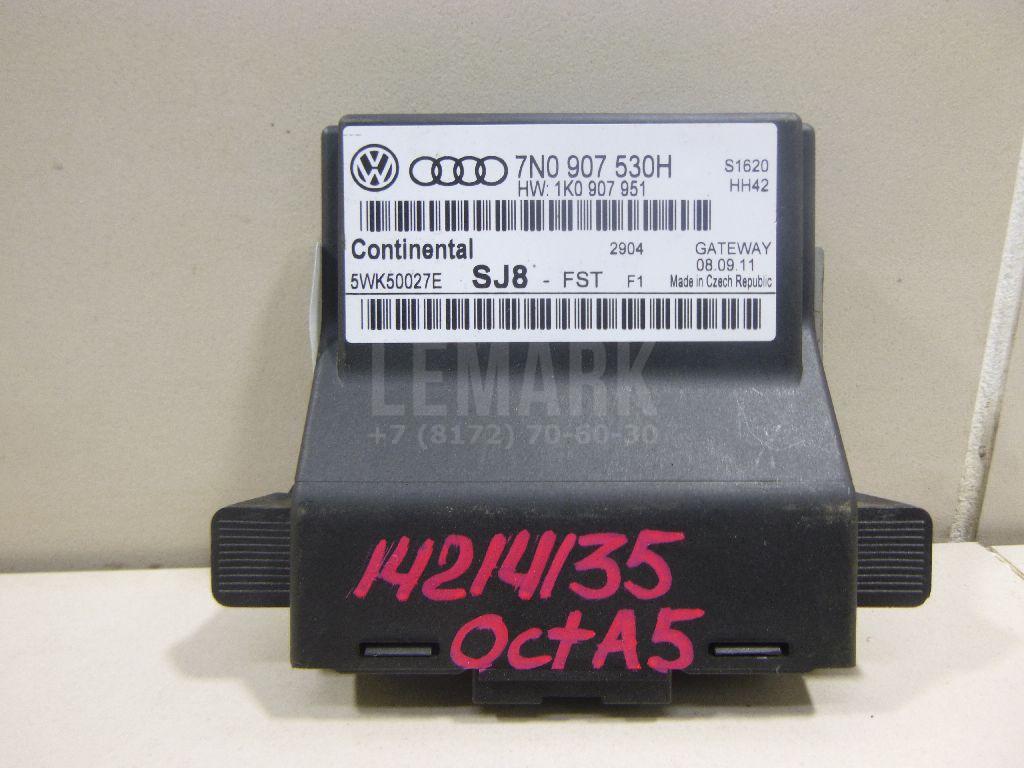 7N0 907 530H S1620
HW: 1K0 907 951 HH42
Continental 2904 GATEWAY
08.09.11
5WK50027E SJ8 - FST F1 Made in Czech Republic
LEMARK
+7 (8172) 70-60-30
14214135
OctA5